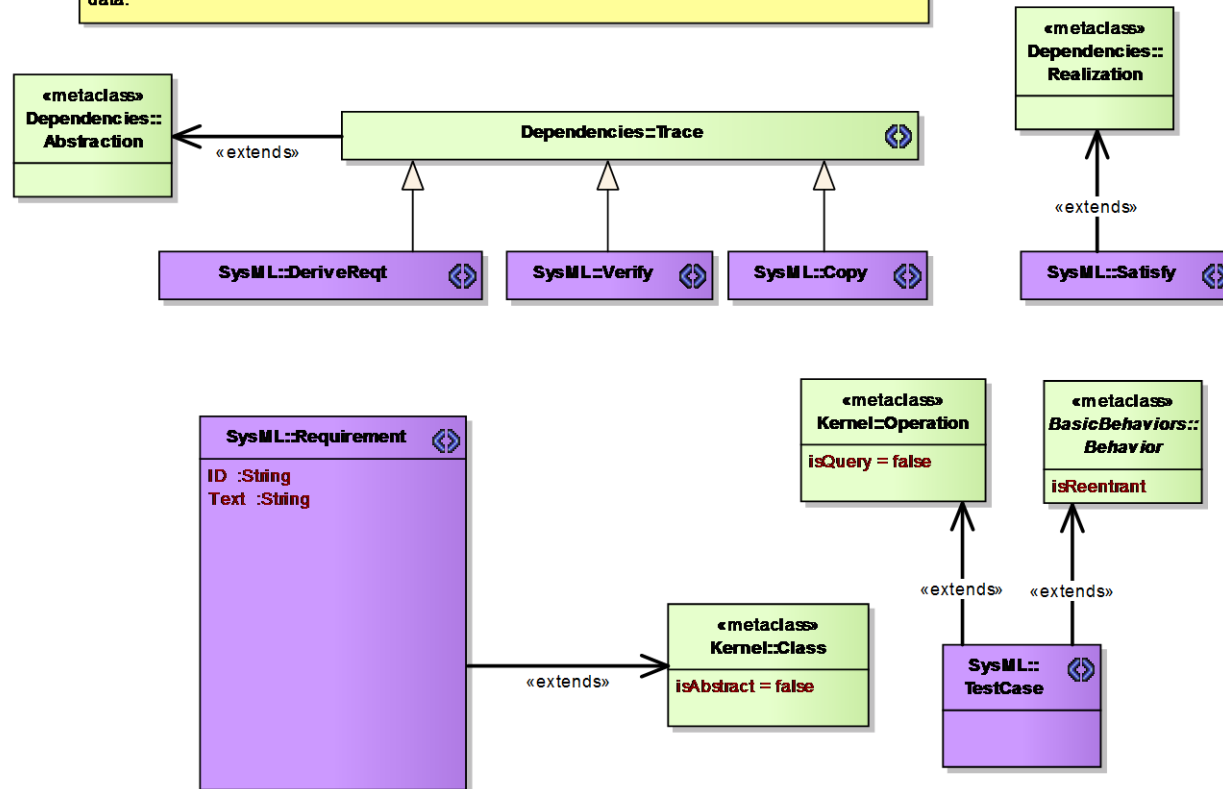 data.
«metaclass»
Dependencies::
Realization
«metaclass»
Dependencies::
Abstraction
«extends»
Dependencies::Trace
«extends»
SysML::DeriveReqt
SysML::Verify
SysML::Copy
SysML::Satisfy
SysML::Requirement
ID :String
Text :String
«metaclass»
Kernel::Operation
isQuery = false
«metaclass»
BasicBehaviors::
Behavior
isReentrant
«extends»
«extends»
«metaclass»
Kernel::Class
isAbstract = false
«extends»
SysML::
TestCase